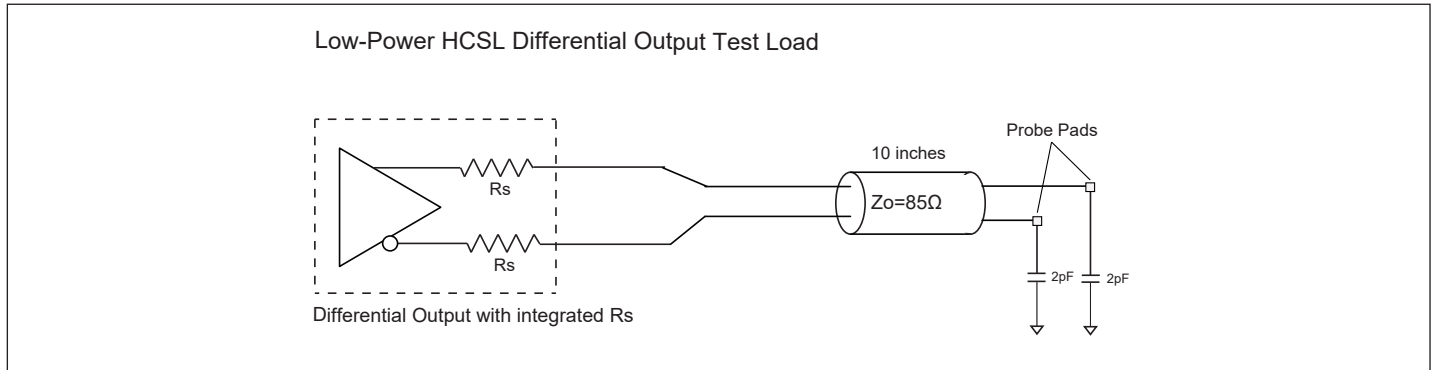 Low-Power HCSL Differential Output Test Load
Probe Pads
10 inches
Rs
Zo=85Ω
Rs
2pF
2pF
Differential Output with integrated Rs